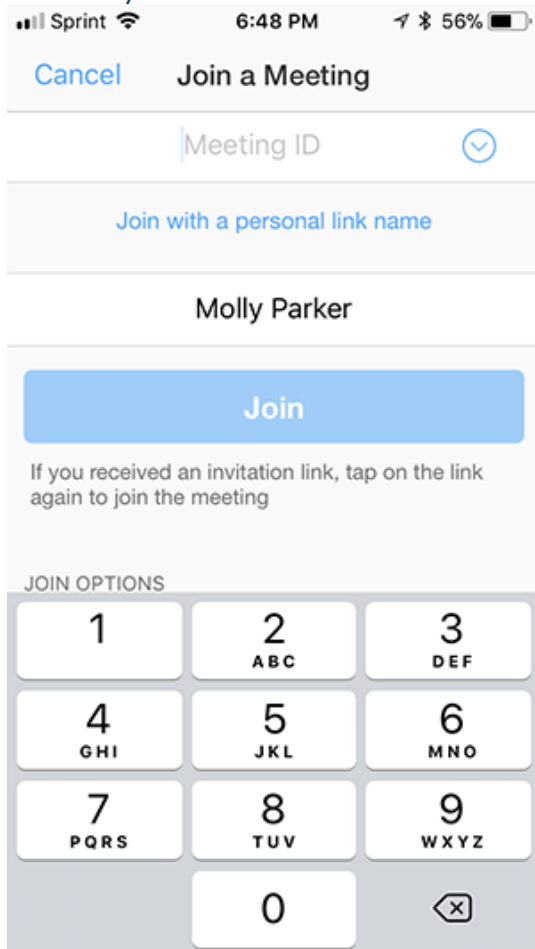 Sprint 6:48 PM 56%
Cancel Join a Meeting
Meeting ID
Join with a personal link name
Molly Parker
Join
If you received an invitation link, tap on the link
again to join the meeting
JOIN OPTIONS
1 2 3
ABC DEF
4 5 6
GHI JKL MNO
7 8 9
PQRS TUV WXYZ
0